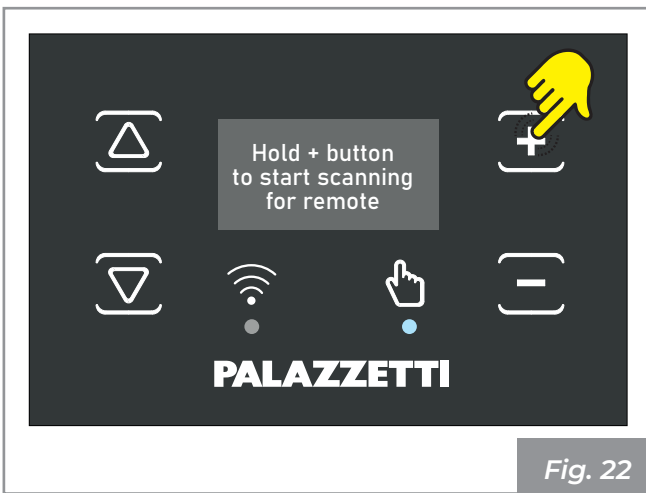 Hold + button
to start scanning
for remote
+
-
PALAZZETTI
Fig. 22